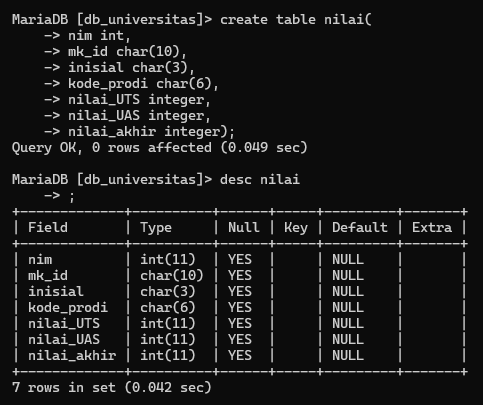 MariaDB [db_universitas]> create table nilai(
    -> nim int,
    -> mk_id char(10),
    -> inisial char(3),
    -> kode_prodi char(6),
    -> nilai_UTS integer,
    -> nilai_UAS integer,
    -> nilai_akhir integer);
Query OK, 0 rows affected (0.049 sec)

MariaDB [db_universitas]> desc nilai
    -> ;
+-------------+----------+------+-----+---------+-------+
| Field       | Type     | Null | Key | Default | Extra |
+-------------+----------+------+-----+---------+-------+
| nim         | int(11)  | YES  |     | NULL    |       |
| mk_id       | char(10) | YES  |     | NULL    |       |
| inisial     | char(3)  | YES  |     | NULL    |       |
| kode_prodi  | char(6)  | YES  |     | NULL    |       |
| nilai_UTS   | int(11)  | YES  |     | NULL    |       |
| nilai_UAS   | int(11)  | YES  |     | NULL    |       |
| nilai_akhir | int(11)  | YES  |     | NULL    |       |
+-------------+----------+------+-----+---------+-------+
7 rows in set (0.042 sec)